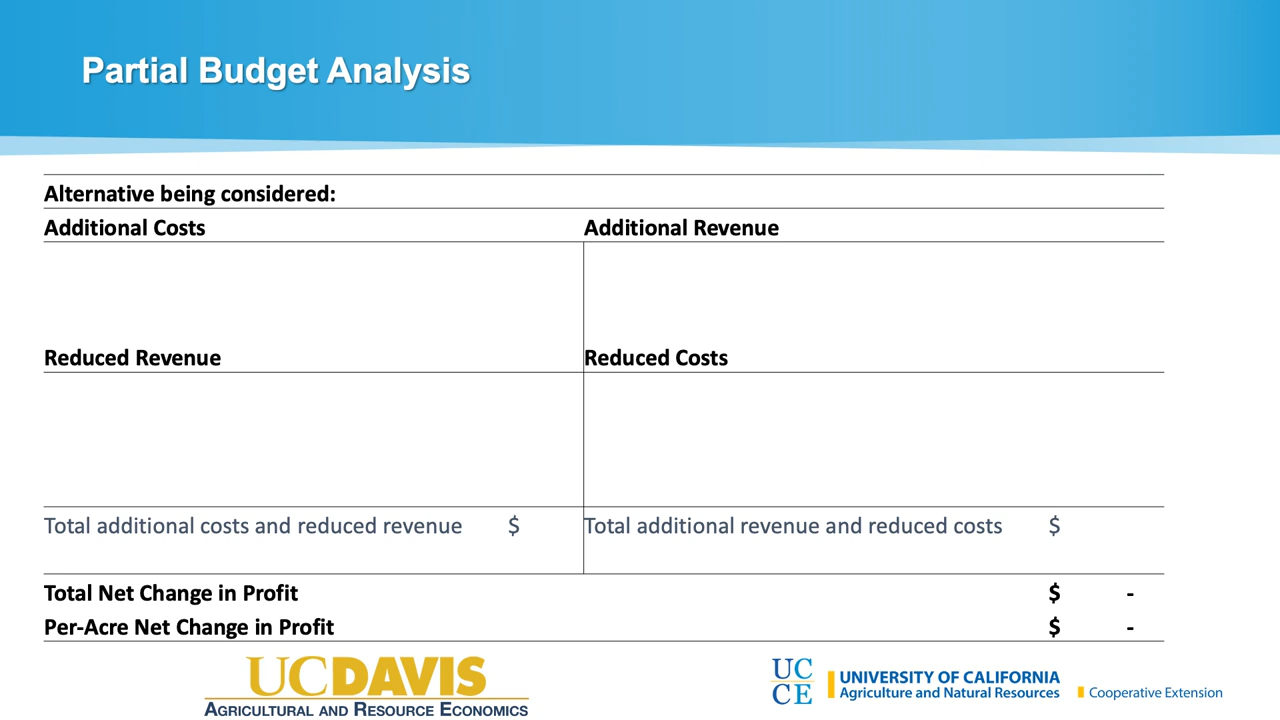 Partial Budget Analysis
Alternative being considered:
Additional Costs
Additional Revenue
Reduced Revenue
Reduced Costs
Total additional costs and reduced revenue $
Total additional revenue and reduced costs $
Total Net Change in Profit $ -
Per-Acre Net Change in Profit $ -
UCDAVIS
AGRICULTURAL AND RESOURCE ECONOMICS
UC
CE
UNIVERSITY OF CALIFORNIA
Agriculture and Natural Resources
Cooperative Extension